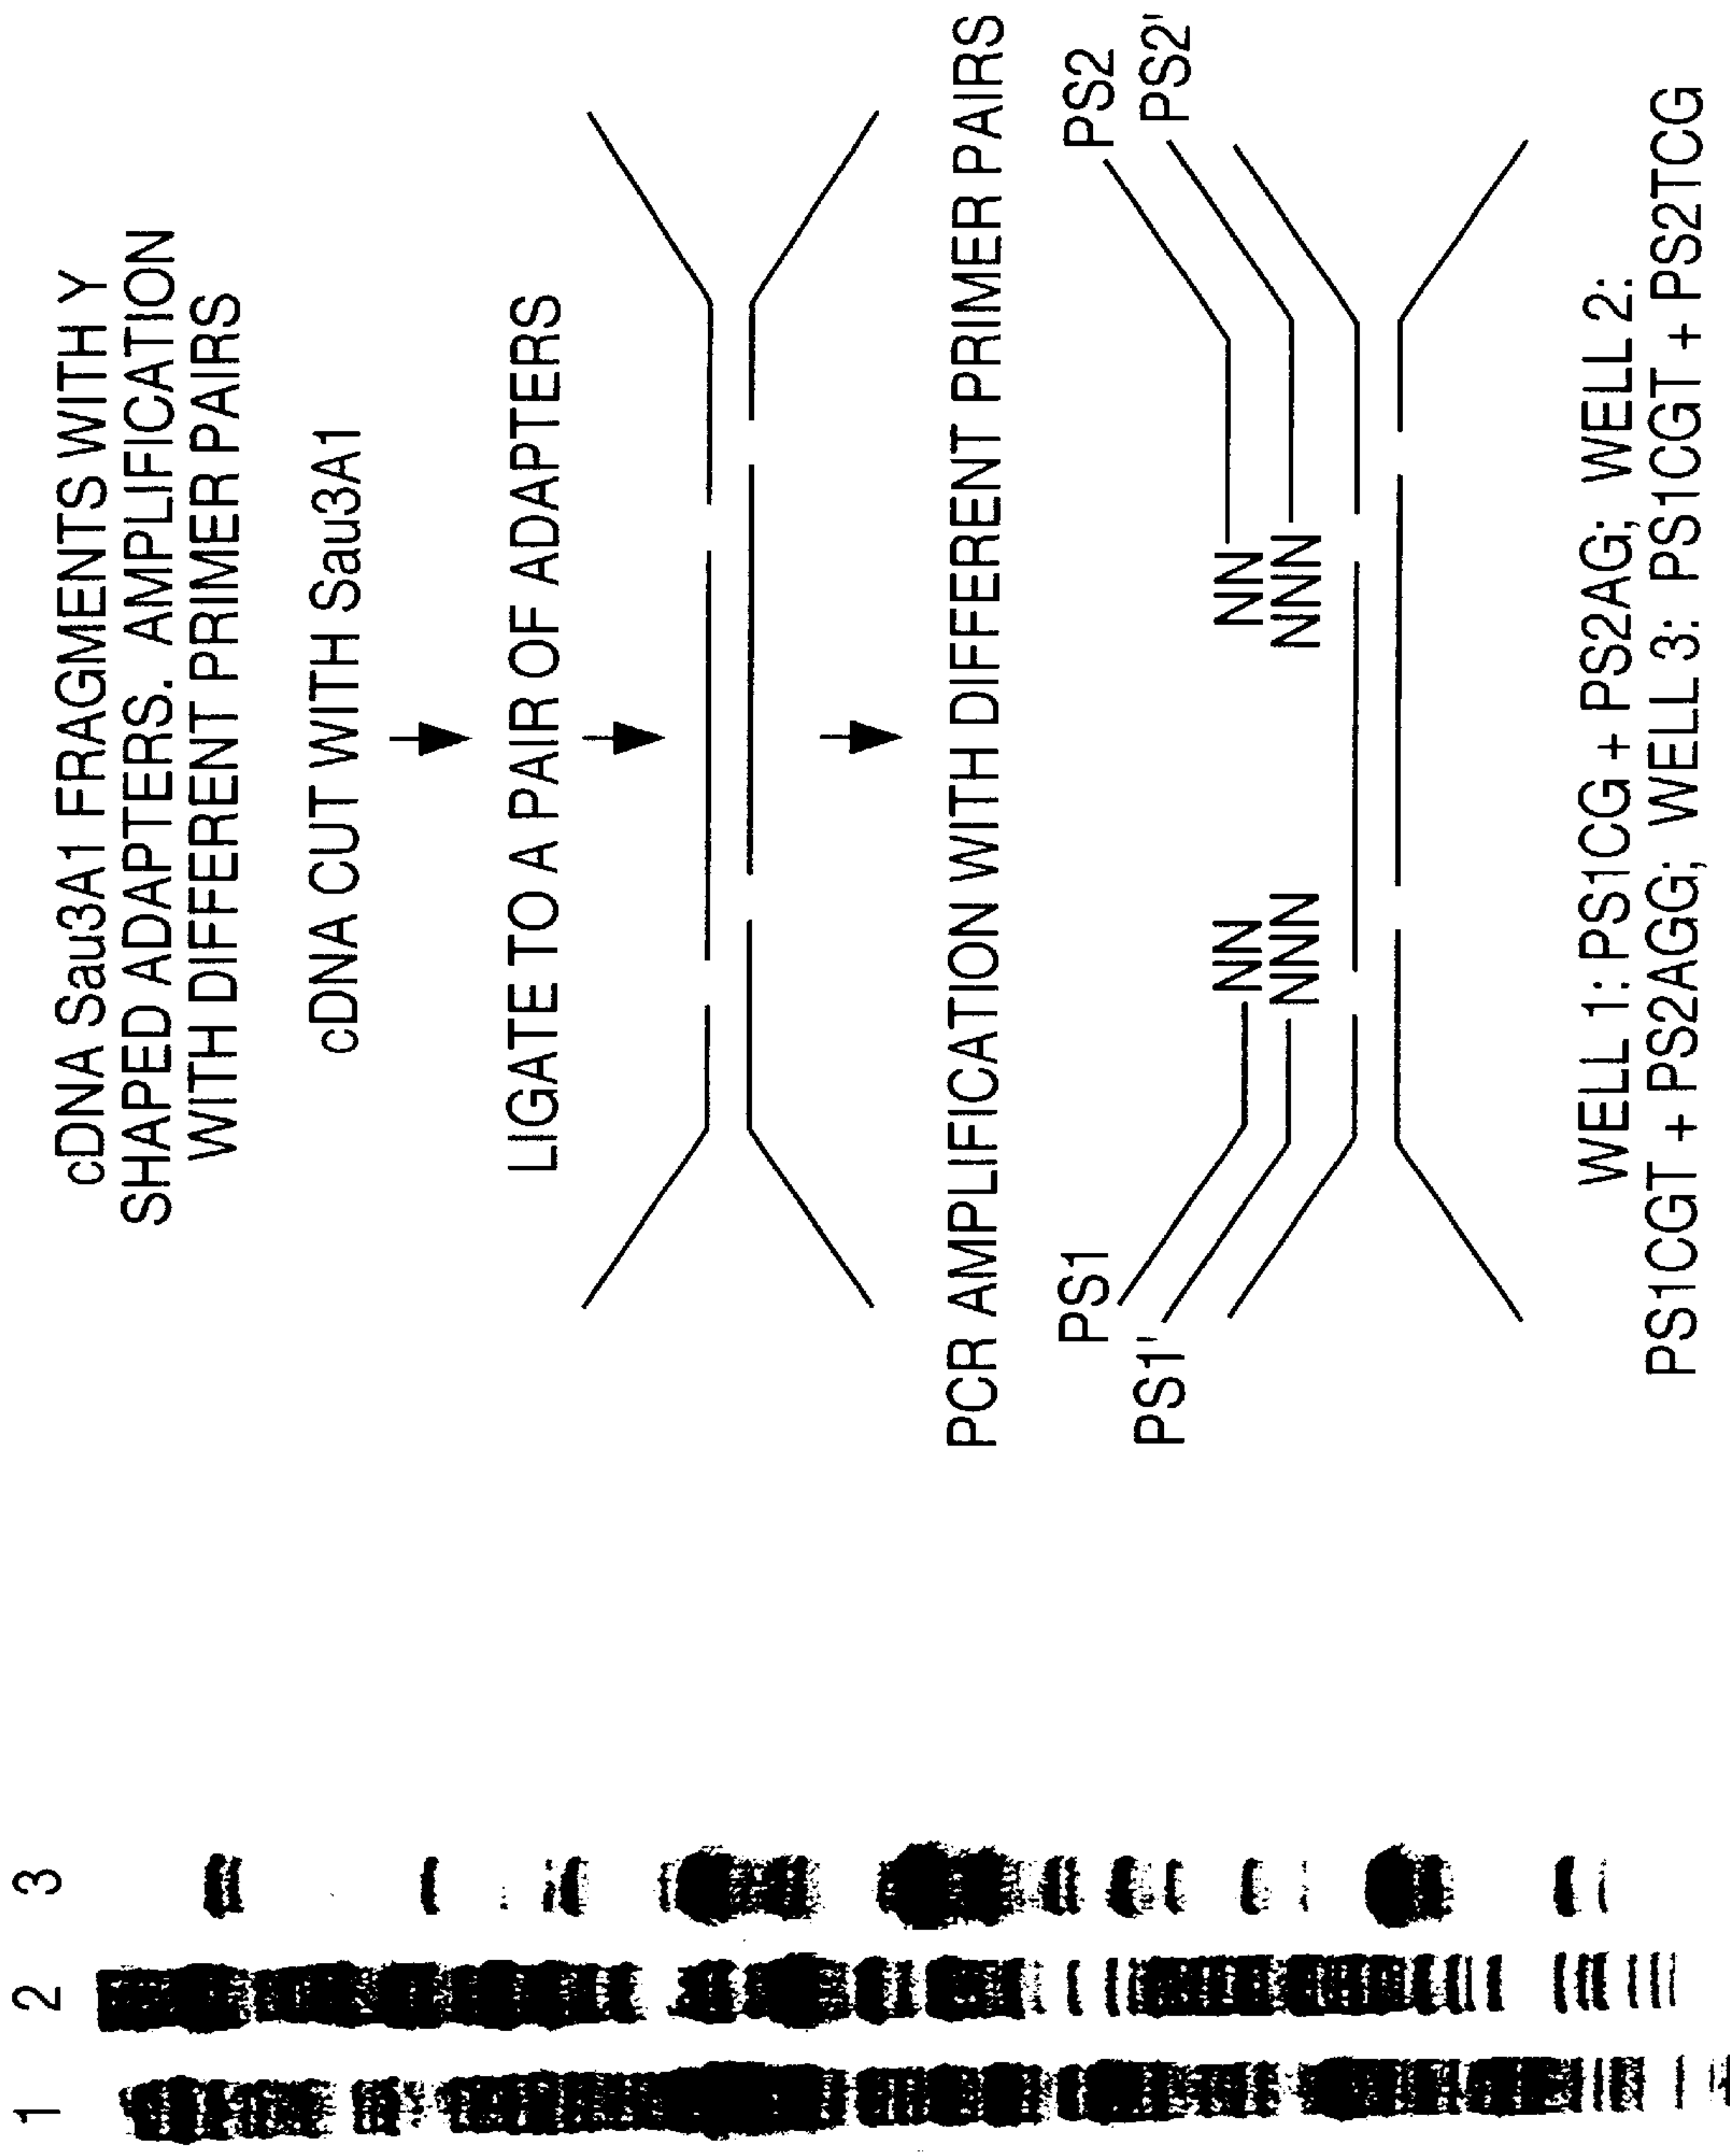 1 2 3
cDNA Sau3A1 FRAGMENTS WITH Y
SHAPED ADAPTERS. AMPLIFICATION
WITH DIFFERENT PRIMER PAIRS
cDNA CUT WITH Sau3A1
LIGATE TO A PAIR OF ADAPTERS
PCR AMPLIFICATION WITH DIFFERENT PRIMER PAIRS
PS1
PS2
PS1'
PS2'
NN
NN
NNN
NNN
WELL 1: PS1CG + PS2AG; WELL 2:
PS1CGT + PS2AGG; WELL 3: PS1CGT + PS2TCG